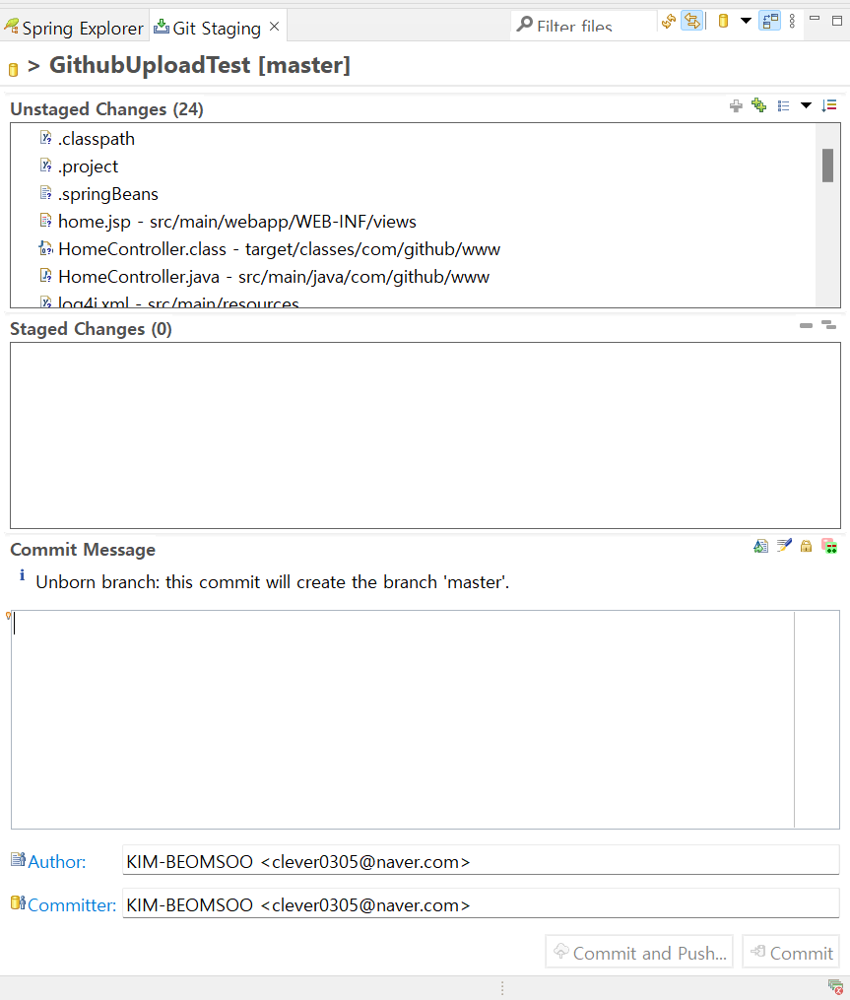 Spring Explorer
Git Staging
Filter files
> GithubUploadTest [master]
Unstaged Changes (24)
.classpath
.project
.springBeans
home.jsp - src/main/webapp/WEB-INF/views
HomeController.class - target/classes/com/github/www
HomeController.java - src/main/java/com/github/www
log4j.xml - src/main/resources
Staged Changes (0)
Commit Message
Unborn branch: this commit will create the branch 'master'.
Author: KIM-BEOMSOO <clever0305@naver.com>
Committer: KIM-BEOMSOO <clever0305@naver.com>
Commit and Push...
Commit